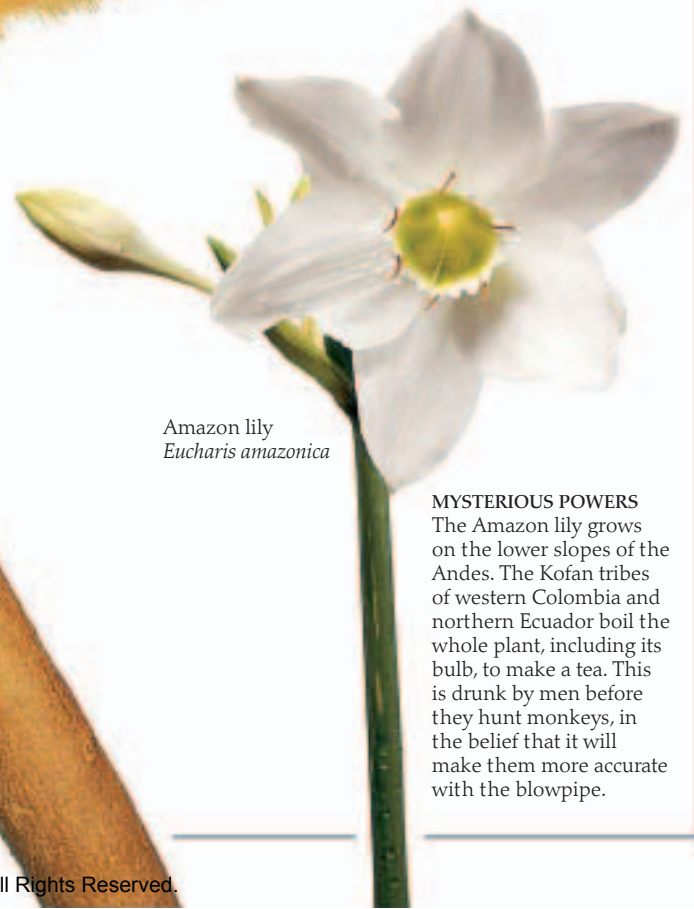 Amazon lily
Eucharis amazonica
MYSTERIOUS POWERS
The Amazon lily grows
on the lower slopes of the
Andes. The Kofan tribes
of western Colombia and
northern Ecuador boil the
whole plant, including its
bulb, to make a tea. This
is drunk by men before
they hunt monkeys, in
the belief that it will
make them more accurate
with the blowpipe.
ll Rights Reserved.